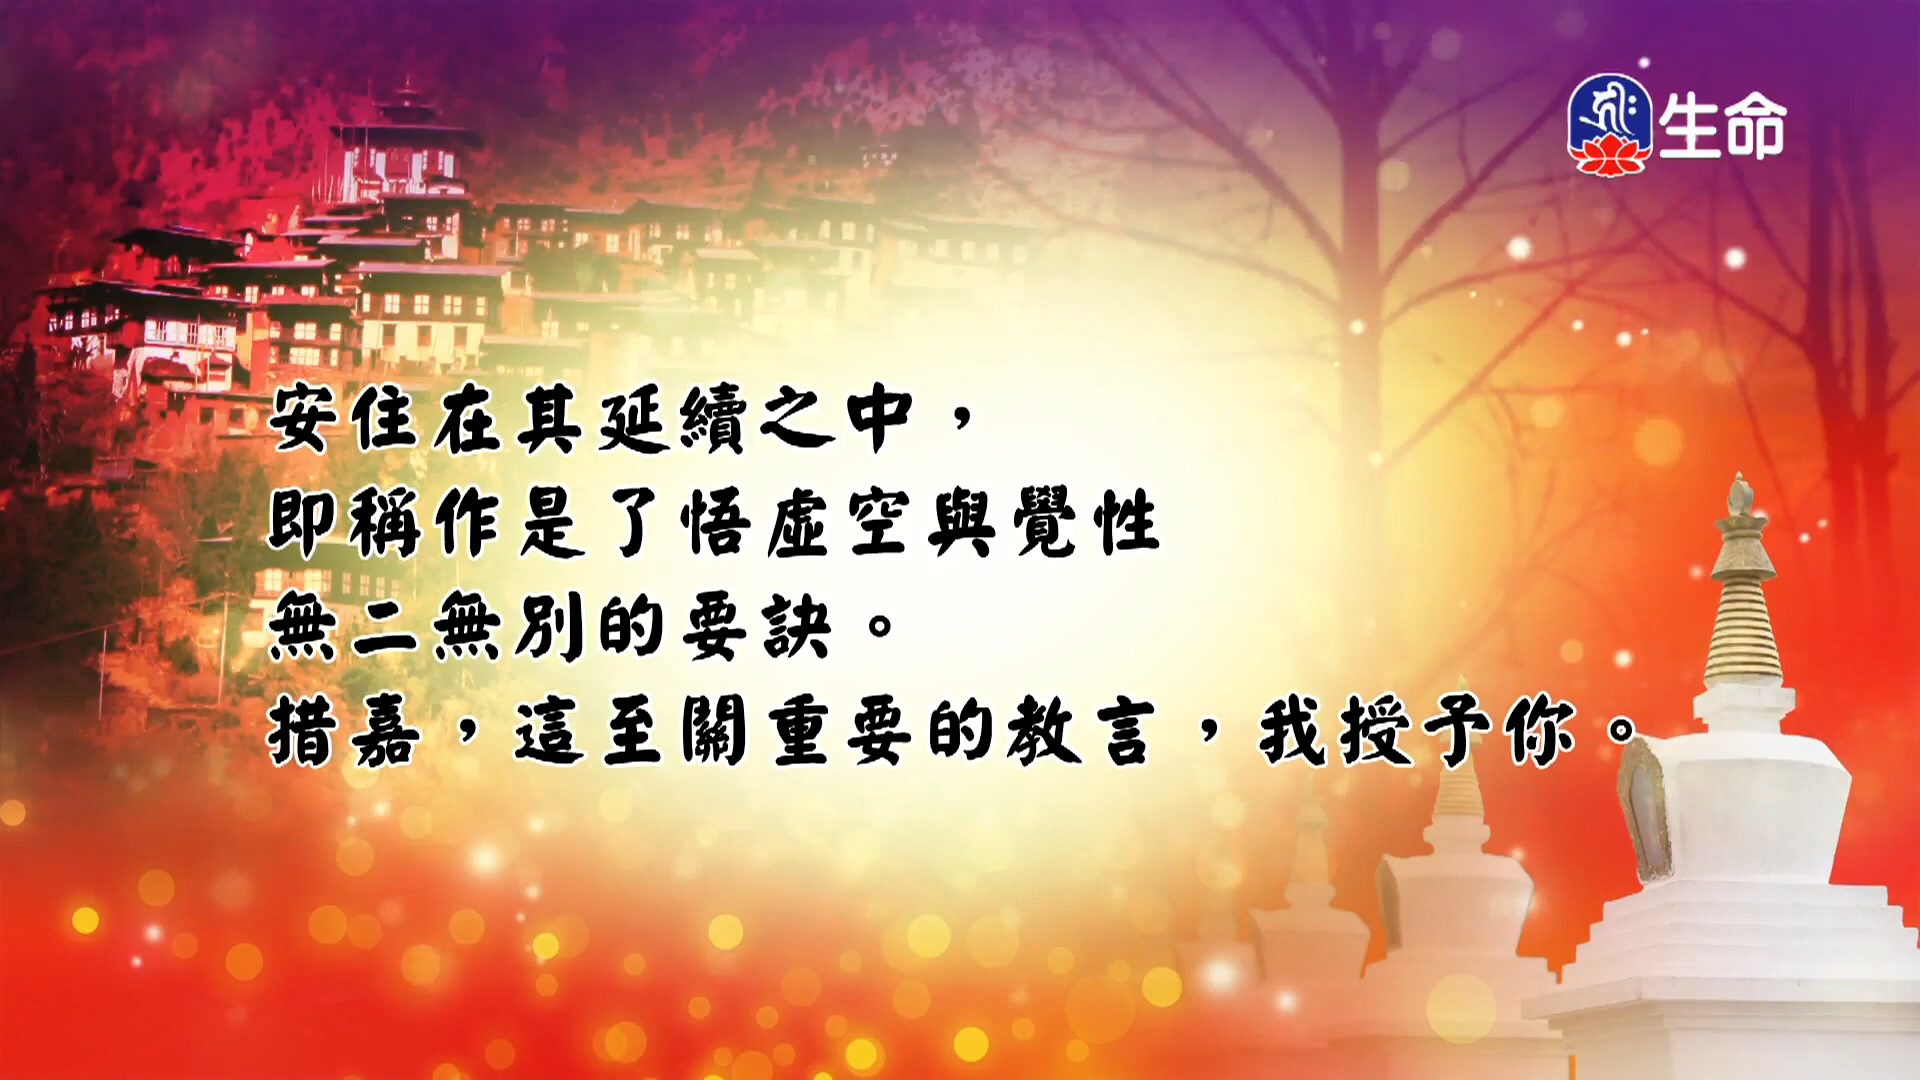 生命
安住在其延續之中，
即稱作是了悟虛空與覺性
無二無別的要訣。
措嘉，這至關重要的教言，我授予你。